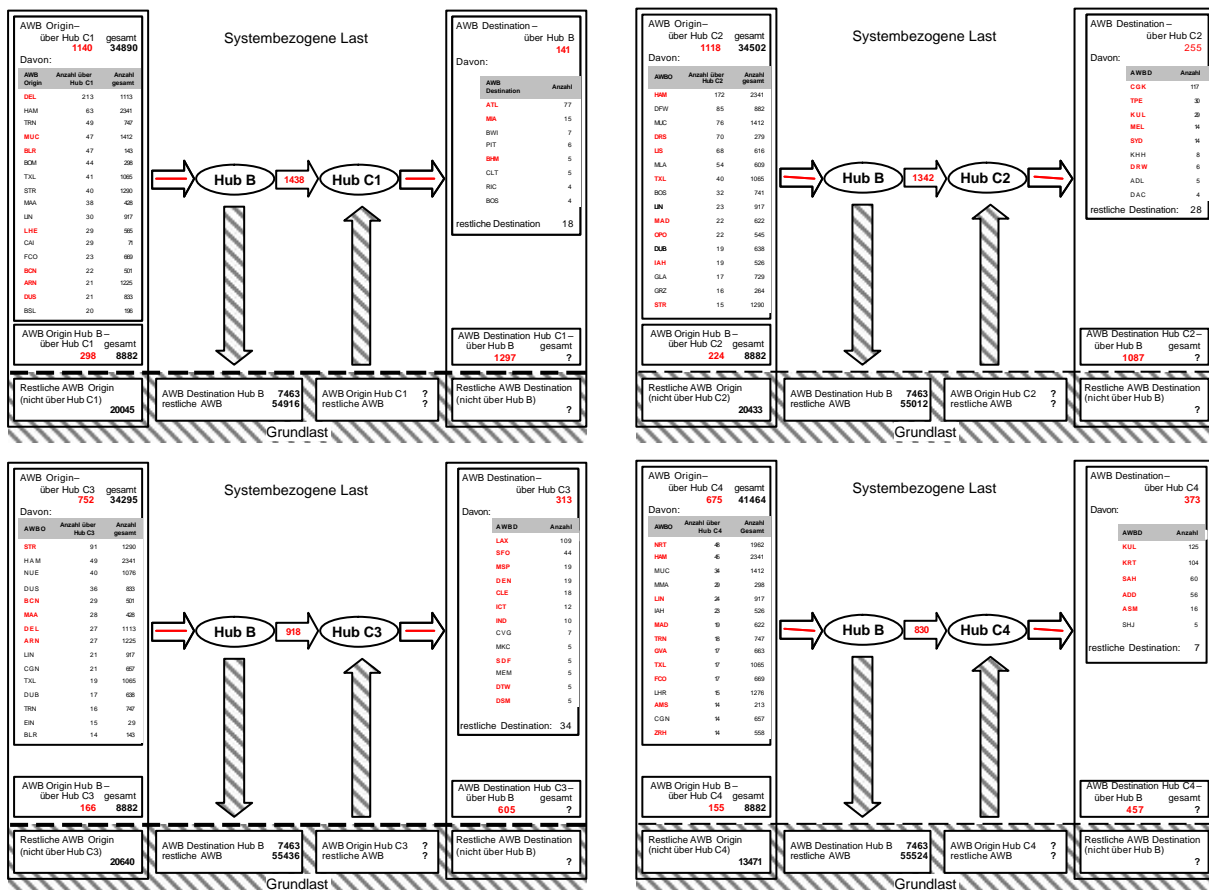 AWB Origin–
über Hub C1 gesamt
1140 34890
Davon:
AWB Origin Anzahl über Hub C1 Anzahl gesamt
DEL 213 1113
HAM 63 2341
TRN 49 747
MUC 47 1412
BLR 47 143
BOM 44 298
TXL 41 1065
STR 40 1290
MAA 38 428
LIN 30 917
LHE 29 565
CAI 29 71
FCO 23 669
BCN 22 501
ARN 21 1225
DUS 21 833
BSL 20 198
AWB Origin Hub B–
über Hub C1 gesamt
298 8882
Restliche AWB Origin
(nicht über Hub C1)
20045
Systembezogene Last
Hub B
1438
Hub C1
AWB Destination Hub B 7463
restliche AWB 54916
AWB Origin Hub C1 ?
restliche AWB ?
AWB Destination–
über Hub B
141
Davon:
AWB Destination Anzahl
ATL 77
MIA 15
BWI 7
PIT 6
BHM 5
CLT 5
RIC 4
BOS 4
restliche Destination 18
AWB Destination Hub C1–
über Hub B gesamt
1297 ?
Restliche AWB Destination
(nicht über Hub B)
?
Grundlast
AWB Origin–
über Hub C2 gesamt
1118 34502
Davon:
AWBO Anzahl über Hub C2 Anzahl gesamt
HAM 172 2341
DFW 85 882
MUC 76 1412
DRS 70 279
LIS 68 616
MLA 54 609
TXL 40 1065
BOS 32 741
LIN 23 917
MAD 22 622
OPO 22 545
DUB 19 638
IAH 19 526
GLA 17 729
GRZ 16 264
STR 15 1290
AWB Origin Hub B–
über Hub C2 gesamt
224 8882
Restliche AWB Origin
(nicht über Hub C2)
20433
Systembezogene Last
Hub B
1342
Hub C2
AWB Destination Hub B 7463
restliche AWB 55012
AWB Origin Hub C2 ?
restliche AWB ?
AWB Destination–
über Hub C2
255
Davon:
AWBD Anzahl
CGK 117
TPE 30
KUL 29
MEL 14
SYD 14
KHH 8
DRW 6
ADL 5
DAC 4
restliche Destination: 28
AWB Destination Hub C2–
über Hub B gesamt
1087 ?
Restliche AWB Destination
(nicht über Hub B)
?
Grundlast
AWB Origin–
über Hub C3 gesamt
752 34295
Davon:
AWBO Anzahl über Hub C3 Anzahl gesamt
STR 91 1290
HAM 49 2341
NUE 40 1076
DUS 36 833
BCN 29 501
MAA 28 428
DEL 27 1113
ARN 27 1225
LIN 21 917
CGN 21 657
TXL 19 1065
DUB 17 638
TRN 16 747
EIN 15 29
BLR 14 143
AWB Origin Hub B–
über Hub C3 gesamt
166 8882
Restliche AWB Origin
(nicht über Hub C3)
20640
Systembezogene Last
Hub B
918
Hub C3
AWB Destination Hub B 7463
restliche AWB 55436
AWB Origin Hub C3 ?
restliche AWB ?
AWB Destination–
über Hub C3
313
Davon:
AWBD Anzahl
LAX 109
SFO 44
MSP 19
DEN 19
CLE 18
ICT 12
IND 10
CVG 7
MKC 5
SDF 5
MEM 5
DTW 5
DSM 5
restliche Destination: 34
AWB Destination Hub C3–
über Hub B gesamt
605 ?
Restliche AWB Destination
(nicht über Hub B)
?
Grundlast
AWB Origin–
über Hub C4 gesamt
675 41464
Davon:
AWBO Anzahl über Hub C4 Anzahl Gesamt
NRT 48 1962
HAM 45 2341
MUC 34 1412
MMA 29 298
LIN 24 917
IAH 23 526
MAD 19 622
TRN 18 747
GVA 17 663
TXL 17 1065
FCO 17 669
LHR 15 1276
AMS 14 213
CGN 14 657
ZRH 14 558
AWB Origin Hub B–
über Hub C4 gesamt
155 8882
Restliche AWB Origin
(nicht über Hub C4)
13471
Systembezogene Last
Hub B
830
Hub C4
AWB Destination Hub B 7463
restliche AWB 55524
AWB Origin Hub C4 ?
restliche AWB ?
AWB Destination–
über Hub C4
373
Davon:
AWBD Anzahl
KUL 125
KRT 104
SAH 60
ADD 56
ASM 16
SHJ 5
restliche Destination: 7
AWB Destination Hub C4–
über Hub B gesamt
457 ?
Restliche AWB Destination
(nicht über Hub B)
?
Grundlast